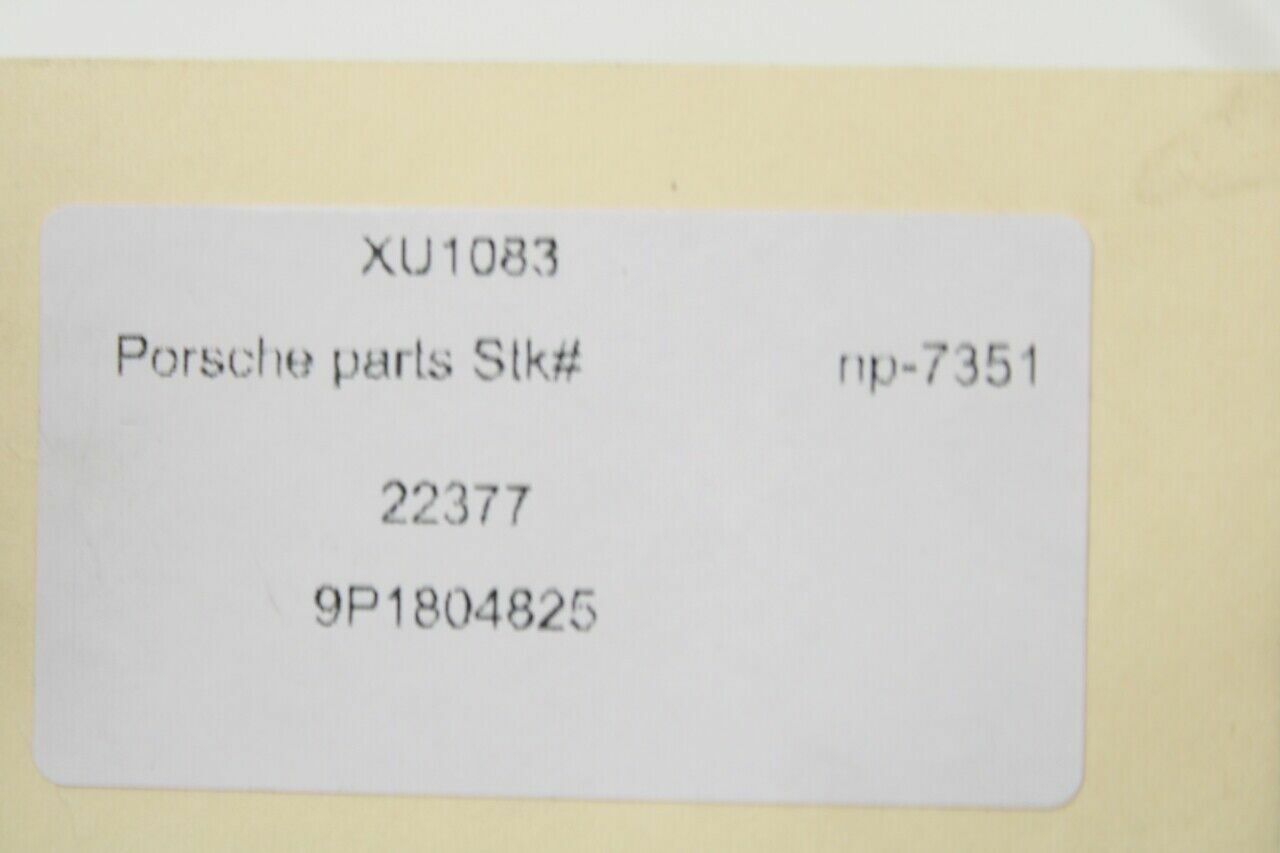 XU1083
Porsche parts Stk# np-7351
22377
9P1804825